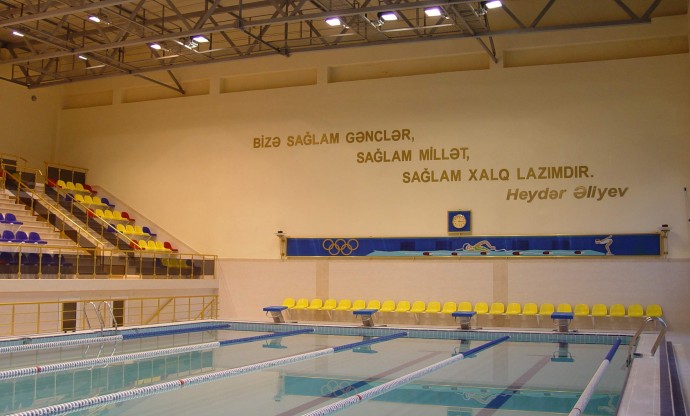 BİZƏ SAĞLAM GƏNCLƏR,
SAĞLAM MİLLƏT,
SAĞLAM XALQ LAZIMDIR.
Heydər Əliyev